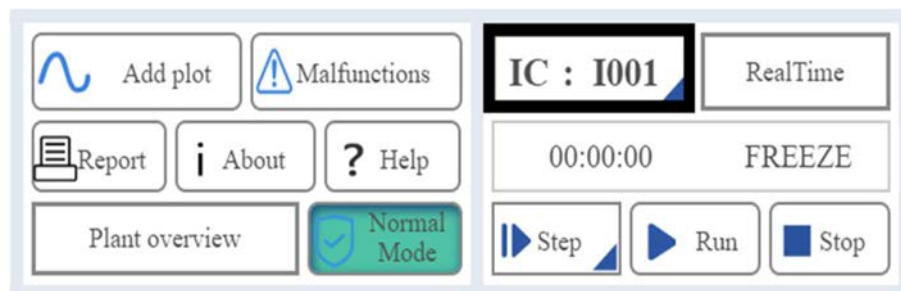 Add plot
Malfunctions
Report
i About
? Help
Plant overview
Normal
Mode
IC : I001
RealTime
00:00:00 FREEZE
Step
Run
Stop